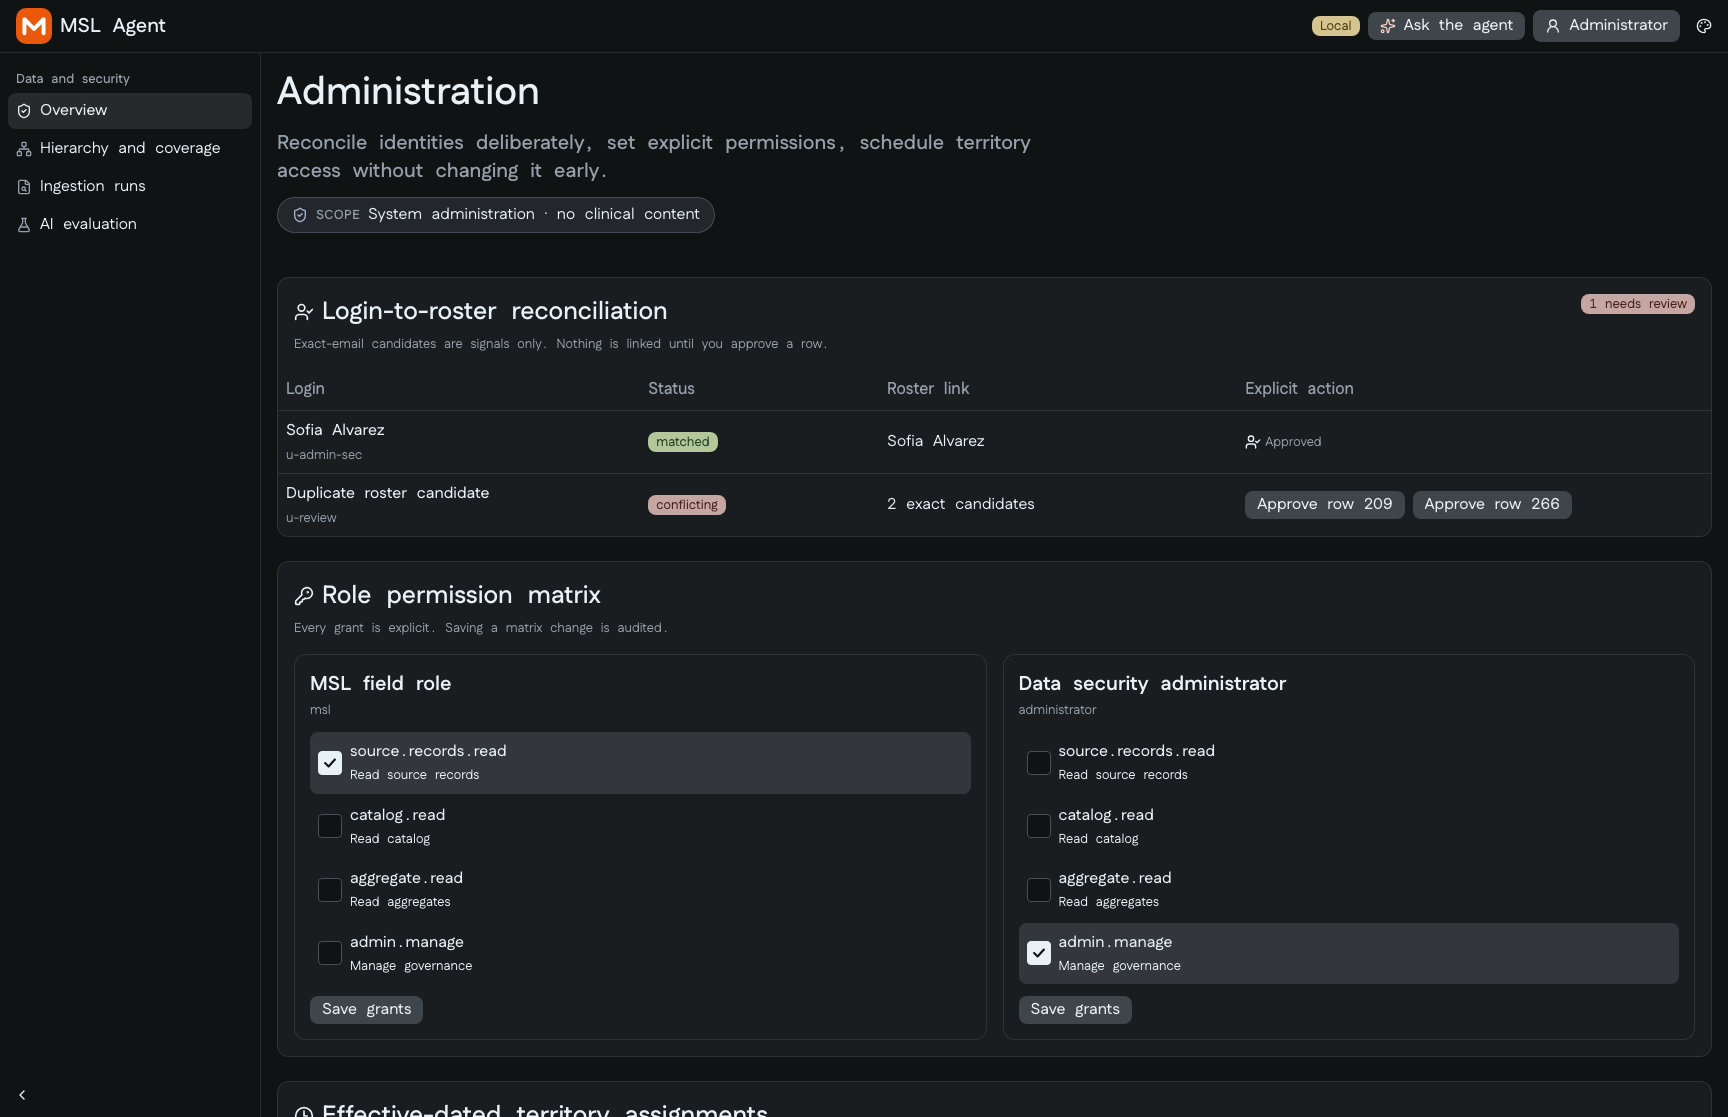 MSL Agent
Local
Ask the agent
Administrator
Data and security
Overview
Hierarchy and coverage
Ingestion runs
AI evaluation
Administration
Reconcile identities deliberately, set explicit permissions, schedule territory
access without changing it early.
SCOPE System administration · no clinical content
Login-to-roster reconciliation
1 needs review
Exact-email candidates are signals only. Nothing is linked until you approve a row.
Login Status Roster link Explicit action
Sofia Alvarez
u-admin-sec
matched
Sofia Alvarez
Approved
Duplicate roster candidate
u-review
conflicting
2 exact candidates
Approve row 209
Approve row 266
Role permission matrix
Every grant is explicit. Saving a matrix change is audited.
MSL field role
msl
source.records.read
Read source records
catalog.read
Read catalog
aggregate.read
Read aggregates
admin.manage
Manage governance
Save grants
Data security administrator
administrator
source.records.read
Read source records
catalog.read
Read catalog
aggregate.read
Read aggregates
admin.manage
Manage governance
Save grants
Effective-dated territory assignments